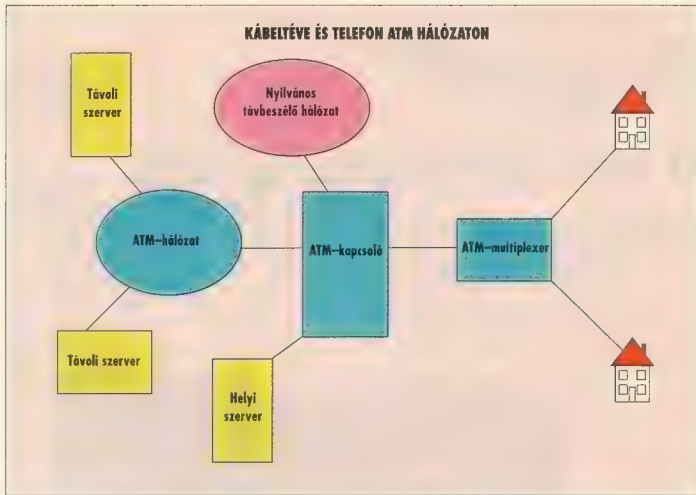 KÁBELTÉVÉ ÉS TELEFON ATM HÁLÓZATON
Távoli
szerver
Nyilvános
távbeszélő hálózat
ATM-hálózat
ATM-kapcsoló
ATM-multiplexer
Távoli szerver
Helyi
szerver